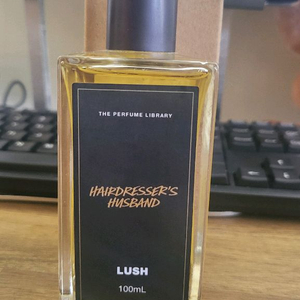 THE PERFUME LIBRARY
HAIRDRESSER'S
HUSBAND
LUSH
100mL